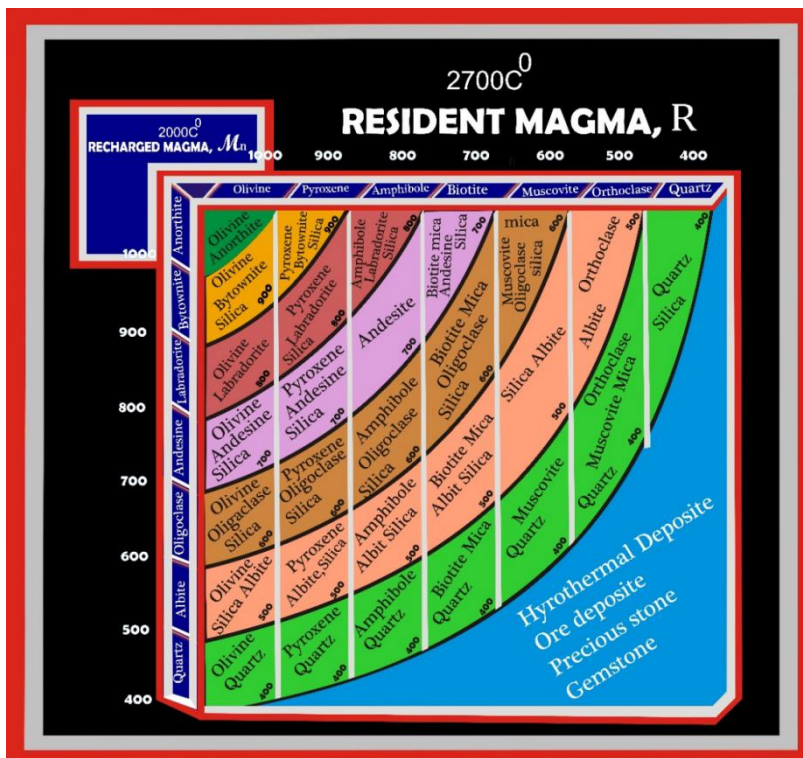 2700C0
RESIDENT MAGMA, R
2000C0
RECHARGED MAGMA, Mn
1000 900 800 700 600 500 400
Olivine Pyroxene Amphibole Biotite Muscovite Orthoclase Quartz
1000
900
800
700
600
500
400
Anorthite
Bytownite
Labradorite
Andesine
Oligoclase
Albite
Quartz
Olivine
Anorthite
Olivine
Bytownite
Silica
900
Pyroxene
Bytownite
Silica
900
Olivine
Labradorite
800
Pyroxene
Labradorite
Silica
800
Amphibole
Labradorite
Silica
800
Olivine
Andesine
Silica
700
Pyroxene
Andesine
Silica
700
Andesite
700
Biotite mica
Andesine
Silica
700
Olivine
Oligaclase
Silica
600
Pyroxene
Oligoclase
Silica
600
Amphibole
Oligoclase
Silica
600
Biotite Mica
Oligoclase
Silica
600
mica
Muscovite
Oligoclase
silica
600
Olivine
Silica Albite
500
Pyroxene
Albite,Silica
500
Amphibole
Albit Silica
500
Biotite Mica
Albit Silica
500
Silica Albite
500
Orthoclase
Albite
500
Olivine
Quartz
400
Pyroxene
Quartz
400
Amphibole
Quartz
400
Biotite Mica
Quartz
400
Muscovite
Quartz
400
Orthoclase
Muscovite Mica
Quartz
400
Quartz
Silica
400
Hyrothermal Deposite
Ore deposite
Precious stone
Gemstone